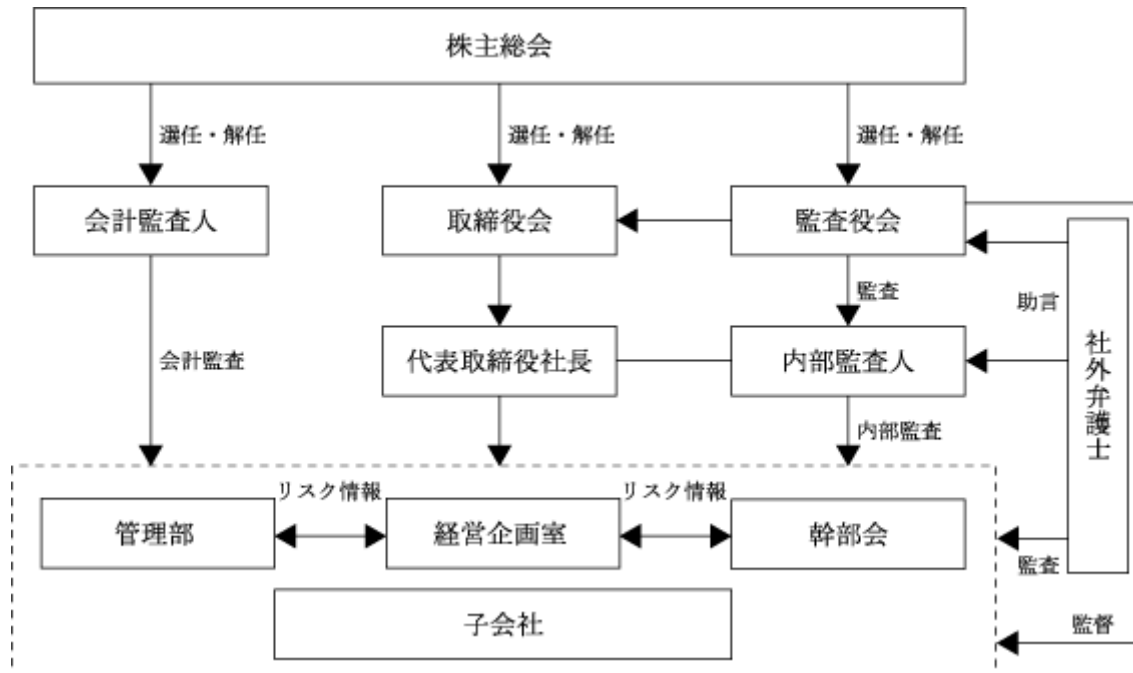 株主総会
選任・解任
選任・解任
選任・解任
会計監査人
取締役会
監査役会
監査
助言
会計監査
代表取締役社長
内部監査人
社外弁護士
内部監査
リスク情報
リスク情報
管理部
経営企画室
幹部会
監査
子会社
監督